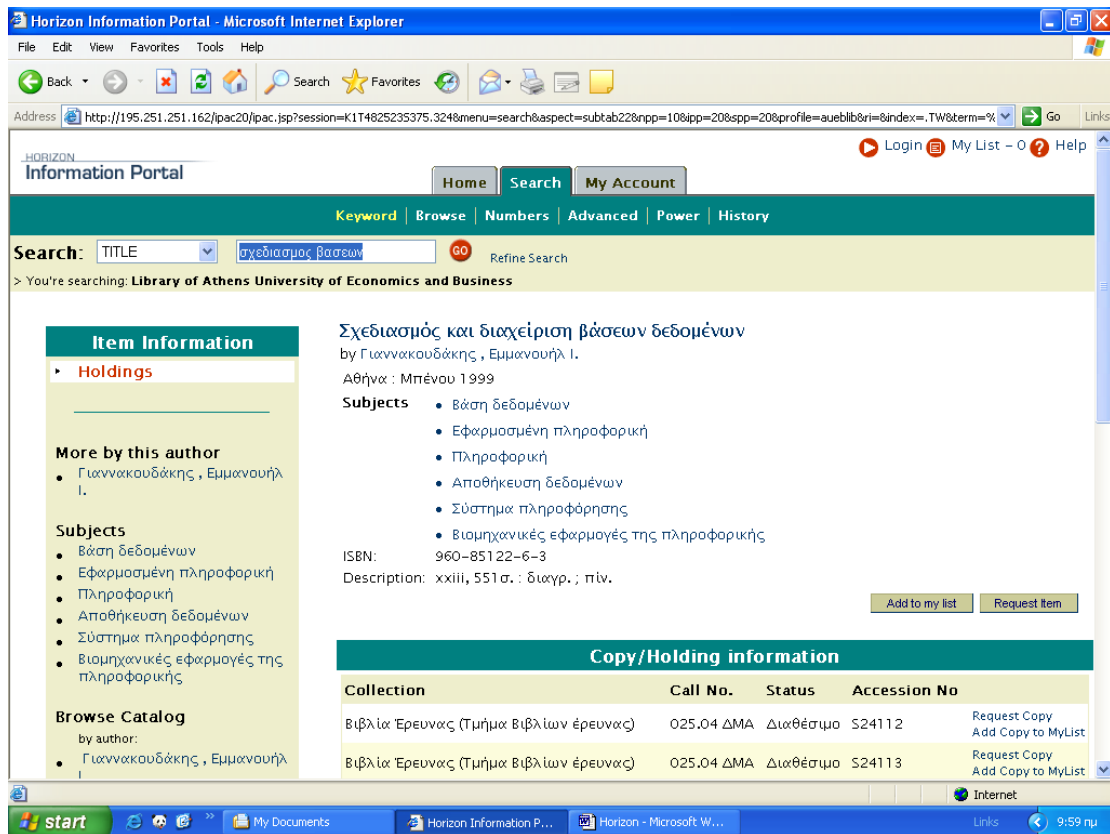 Horizon Information Portal - Microsoft Internet Explorer
File Edit View Favorites Tools Help
Back Search Favorites
Address http://195.251.251.162/ipac20/ipac.jsp?session=K1T4825235375.324&menu=search&aspect=subtab22&npp=10&ipp=20&spp=20&profile=aueblib&ri=&index=.TW&term=% Go Links
Login My List - 0 Help
HORIZON
Information Portal
Home Search My Account
Keyword | Browse | Numbers | Advanced | Power | History
Search: TITLE σχεδιασμος βασεων GO Refine Search
> You're searching: Library of Athens University of Economics and Business
Item Information
Holdings
More by this author
Γιαννακουδάκης , Εμμανουήλ
Ι.
Subjects
Βάση δεδομένων
Εφαρμοσμένη πληροφορική
Πληροφορική
Αποθήκευση δεδομένων
Σύστημα πληροφόρησης
Βιομηχανικές εφαρμογές της
πληροφορικής
Browse Catalog
by author:
Γιαννακουδάκης , Εμμανουήλ
Σχεδιασμός και διαχείριση βάσεων δεδομένων
by Γιαννακουδάκης , Εμμανουήλ Ι.
Αθήνα : Μπένου 1999
Subjects • Βάση δεδομένων
• Εφαρμοσμένη πληροφορική
• Πληροφορική
• Αποθήκευση δεδομένων
• Σύστημα πληροφόρησης
• Βιομηχανικές εφαρμογές της πληροφορικής
ISBN: 960-85122-6-3
Description: xxiii, 551σ. : διαγρ. ; πίν.
Add to my list Request Item
Copy/Holding information
Collection Call No. Status Accession No
Βιβλία Έρευνας (Τμήμα Βιβλίων έρευνας) 025.04 ΔΜΑ Διαθέσιμο S24112 Request Copy
Add Copy to MyList
Βιβλία Έρευνας (Τμήμα Βιβλίων έρευνας) 025.04 ΔΜΑ Διαθέσιμο S24113 Request Copy
Add Copy to MyList
Internet
start My Documents Horizon Information P... Horizon - Microsoft W... Links 9:59 πμ